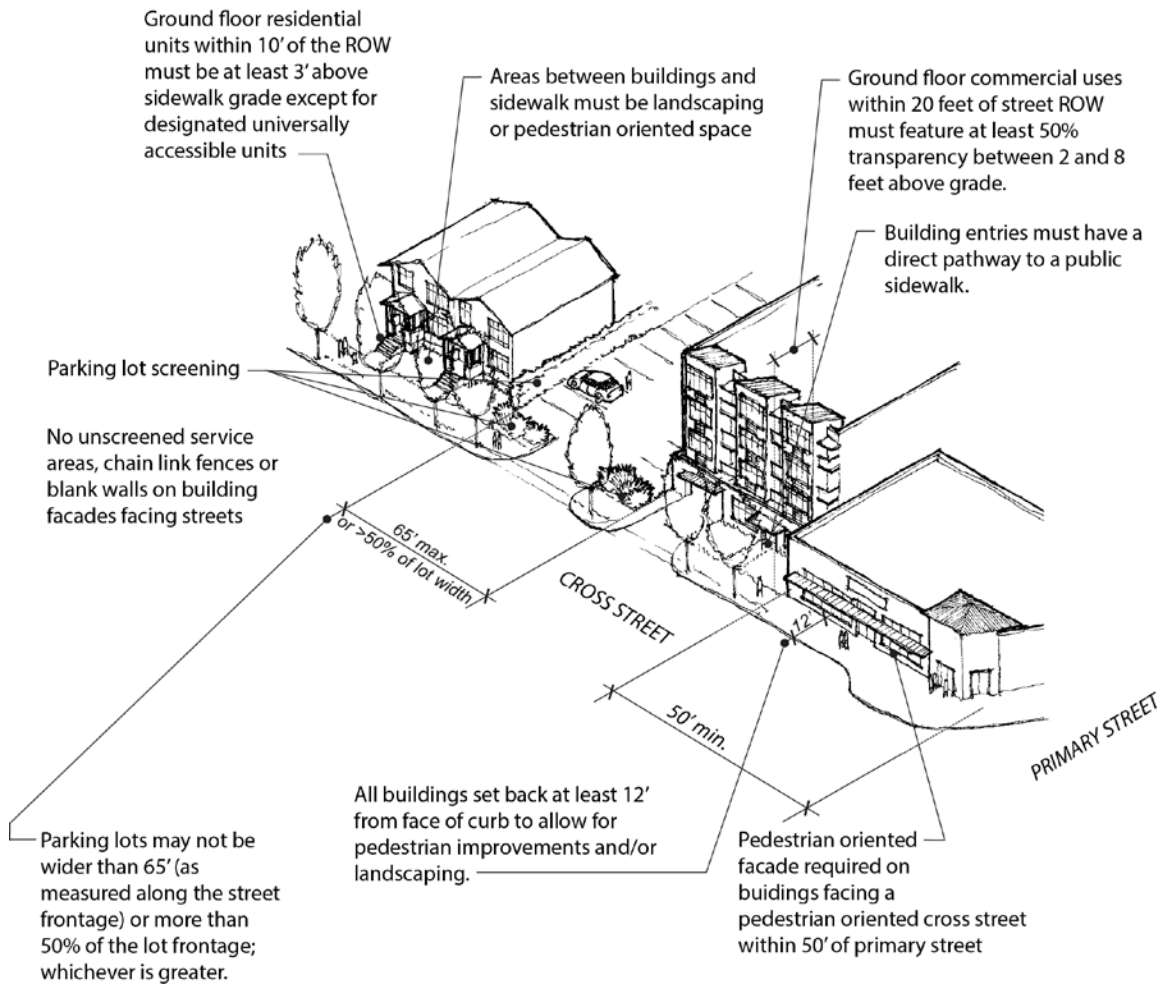 Ground floor residential
units within 10' of the ROW
must be at least 3' above
sidewalk grade except for
designated universally
accessible units
Areas between buildings and
sidewalk must be landscaping
or pedestrian oriented space
Ground floor commercial uses
within 20 feet of street ROW
must feature at least 50%
transparency between 2 and 8
feet above grade.
Building entries must have a
direct pathway to a public
sidewalk.
Parking lot screening
No unscreened service
areas, chain link fences or
blank walls on building
facades facing streets
65' max.
or >50% of lot width
CROSS STREET
12'
50' min.
PRIMARY STREET
All buildings set back at least 12'
from face of curb to allow for
pedestrian improvements and/or
landscaping.
Parking lots may not be
wider than 65' (as
measured along the street
frontage) or more than
50% of the lot frontage;
whichever is greater.
Pedestrian oriented
facade required on
buidings facing a
pedestrian oriented cross street
within 50' of primary street